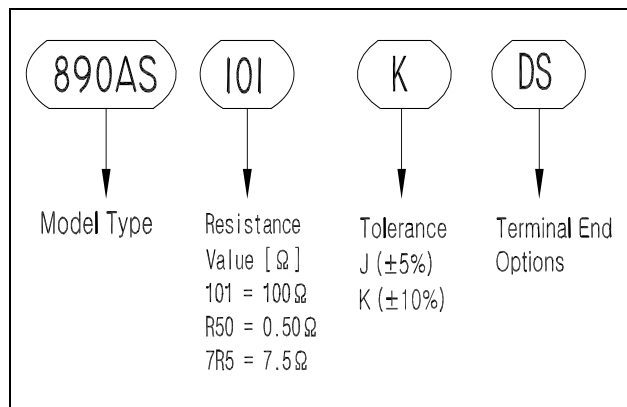 890AS 101 K DS
Model Type
Resistance
Value [Ω]
101 = 100Ω
R50 = 0.50Ω
7R5 = 7.5Ω
Tolerance
J (±5%)
K (±10%)
Terminal End
Options